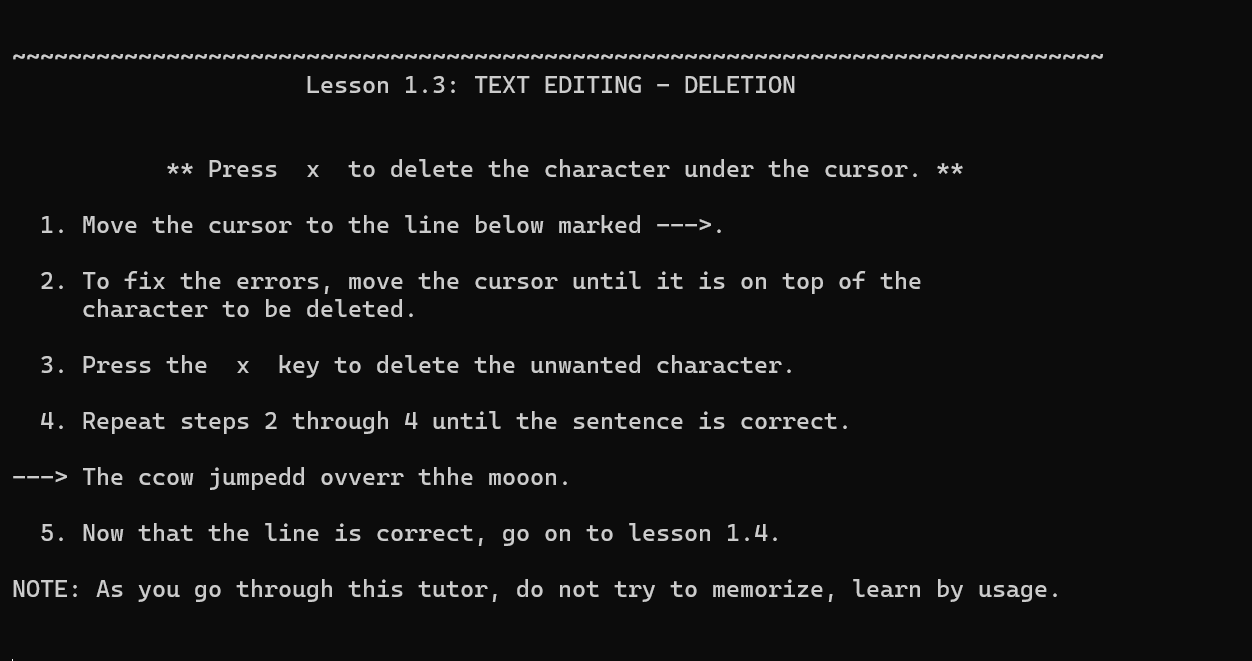 ~~~~~~~~~~~~~~~~~~~~~~~~~~~~~~~~~~~~~~~~~~~~~~~~~~~~~~~~~~~~~~~~~~~~~~~~~~~~~~
Lesson 1.3: TEXT EDITING - DELETION
** Press  x  to delete the character under the cursor. **
1. Move the cursor to the line below marked --->.
2. To fix the errors, move the cursor until it is on top of the
character to be deleted.
3. Press the  x  key to delete the unwanted character.
4. Repeat steps 2 through 4 until the sentence is correct.
---> The ccow jumpedd ovverr thhe mooon.
5. Now that the line is correct, go on to lesson 1.4.
NOTE: As you go through this tutor, do not try to memorize, learn by usage.